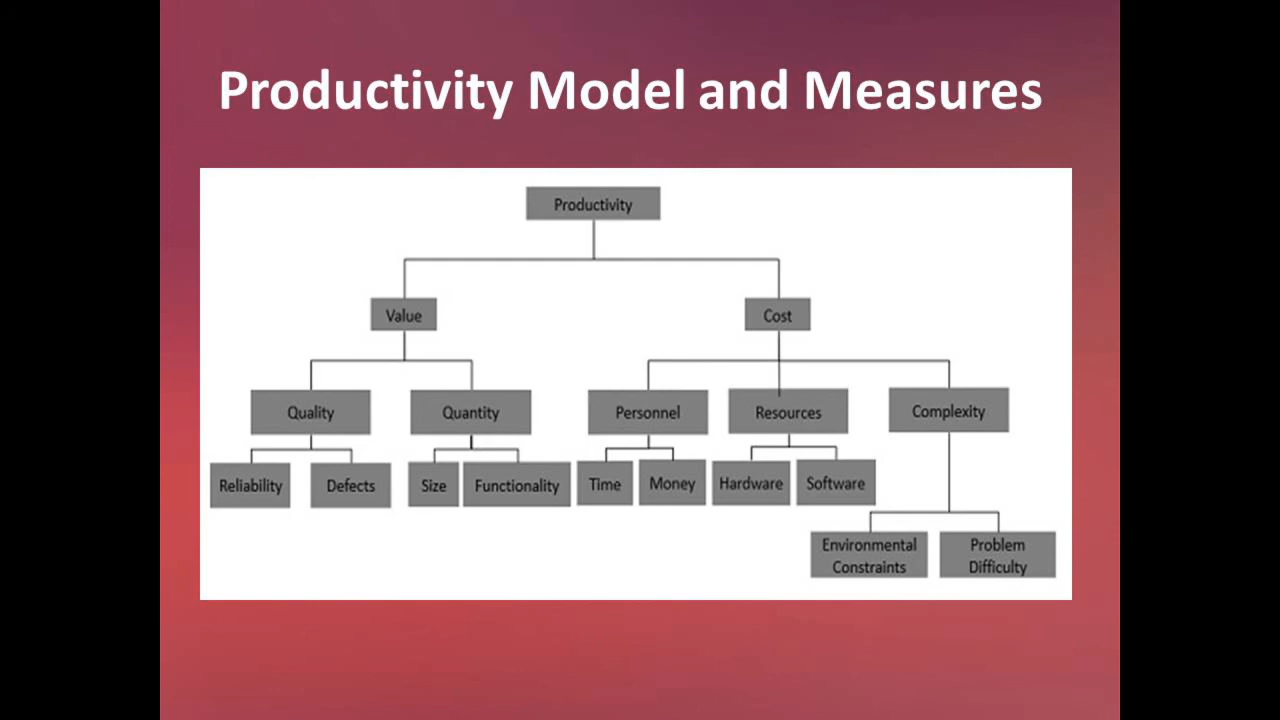 Productivity Model and Measures
Productivity
Value
Cost
Quality
Quantity
Personnel
Resources
Complexity
Reliability
Defects
Size
Functionality
Time
Money
Hardware
Software
Environmental
Constraints
Problem
Difficulty